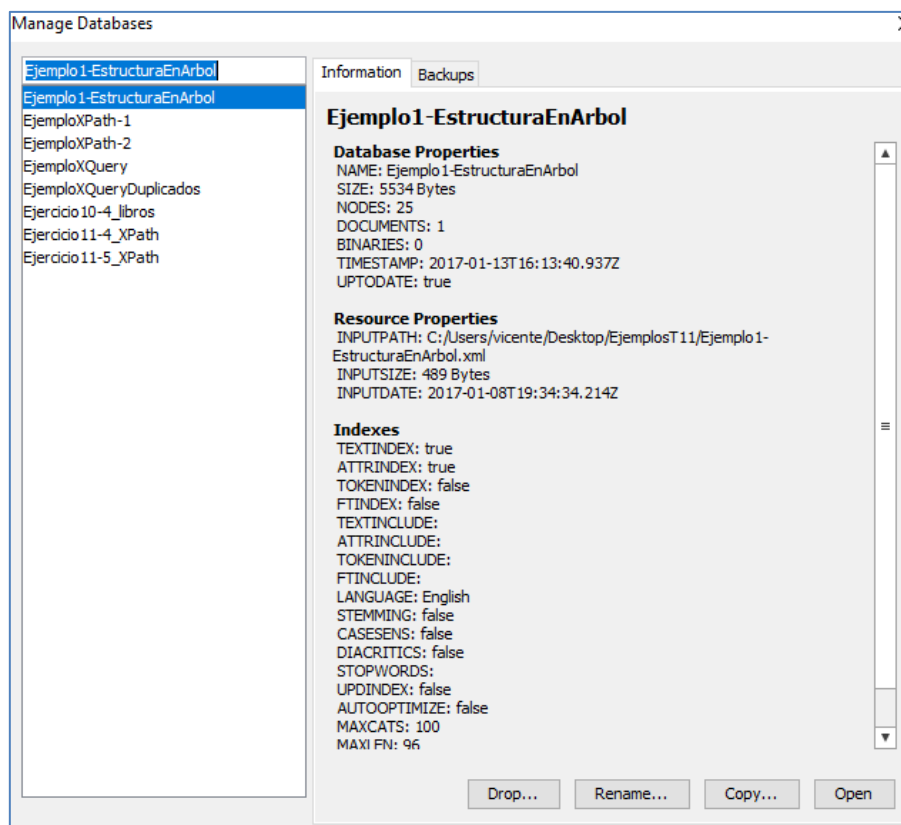 Manage Databases
Ejemplo1-EstructuraEnArbol
Ejemplo1-EstructuraEnArbol
EjemploXPath-1
EjemploXPath-2
EjemploXQuery
EjemploXQueryDuplicados
Ejercicio10-4_libros
Ejercicio11-4_XPath
Ejercicio11-5_XPath
Information Backups
Ejemplo1-EstructuraEnArbol
Database Properties
NAME: Ejemplo1-EstructuraEnArbol
SIZE: 5534 Bytes
NODES: 25
DOCUMENTS: 1
BINARIES: 0
TIMESTAMP: 2017-01-13T16:13:40.937Z
UPTODATE: true
Resource Properties
INPUTPATH: C:/Users/vicente/Desktop/EjemplosT11/Ejemplo1-
EstructuraEnArbol.xml
INPUTSIZE: 489 Bytes
INPUTDATE: 2017-01-08T19:34:34.214Z
Indexes
TEXTINDEX: true
ATTRINDEX: true
TOKENINDEX: false
FTINDEX: false
TEXTINCLUDE:
ATTRINCLUDE:
TOKENINCLUDE:
FTINCLUDE:
LANGUAGE: English
STEMMING: false
CASESENS: false
DIACRITICS: false
STOPWORDS:
UPDINDEX: false
AUTOOPTIMIZE: false
MAXCATS: 100
MAXLEN: 96
Drop... Rename... Copy... Open